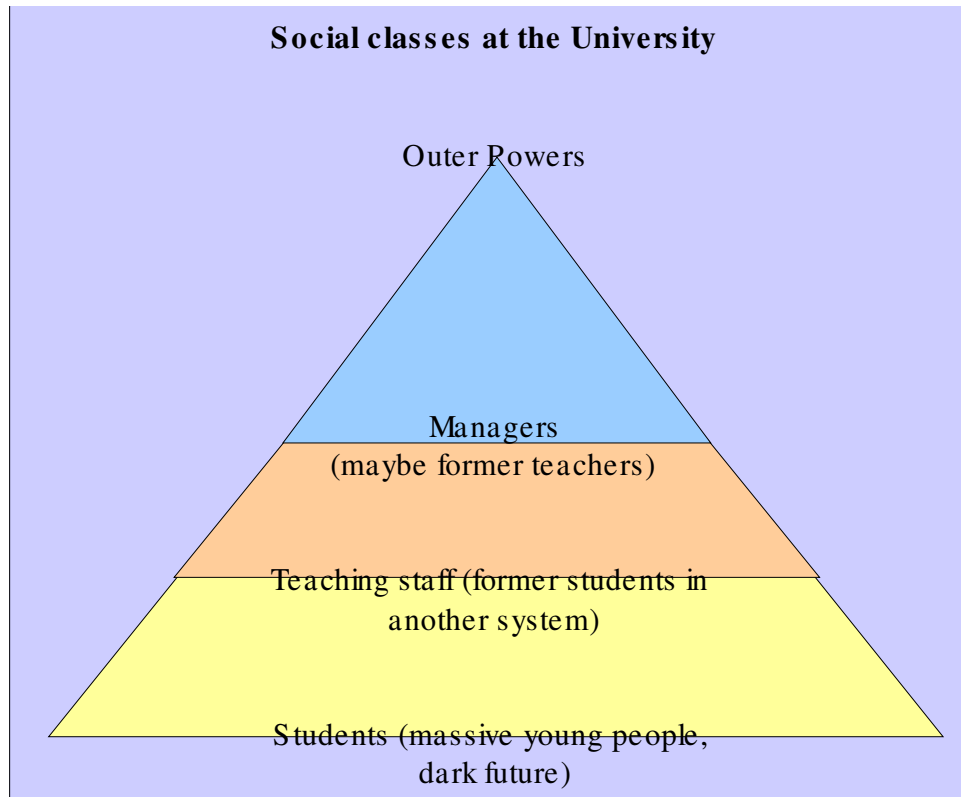 Social classes at the University
Outer Powers
Managers
(maybe former teachers)
Teaching staff (former students in
another system)
Students (massive young people,
dark future)